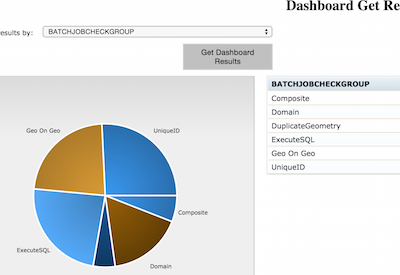 Dashboard Get Re
esults by: BATCHJOBCHECKGROUP
Get Dashboard
Results
BATCHJOBCHECKGROUP
Composite
Domain
DuplicateGeometry
ExecuteSQL
Geo On Geo
UniqueID
Geo On Geo
UniqueID
Composite
ExecuteSQL
Domain